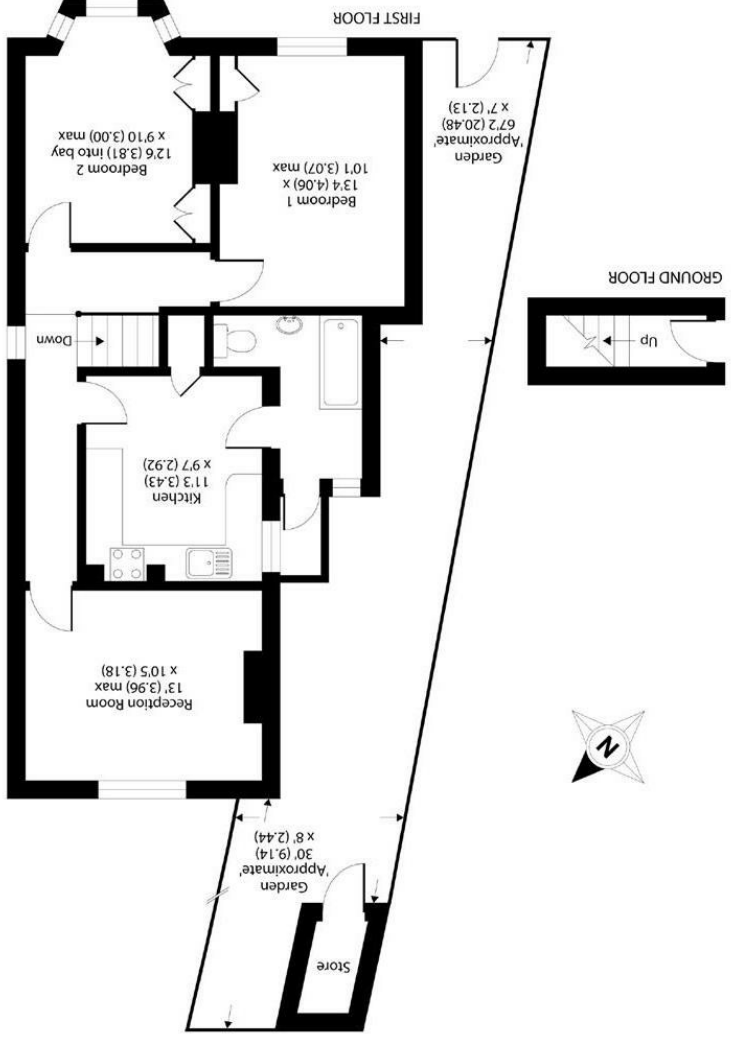 Store
Garden
'Approximate'
30' (9.14)
x 8' (2.44)
Reception Room
13' (3.96) max
x 10'5 (3.18)
N
Kitchen
11'3 (3.43)
x 9'7 (2.92)
Down
Up
GROUND FLOOR
Bedroom 1
13'4 (4.06) x
10'1 (3.07) max
Bedroom 2
12'6 (3.81) into bay
x 9'10 (3.00) max
Garden
'Approximate'
67'2 (20.48)
x 7' (2.13)
FIRST FLOOR